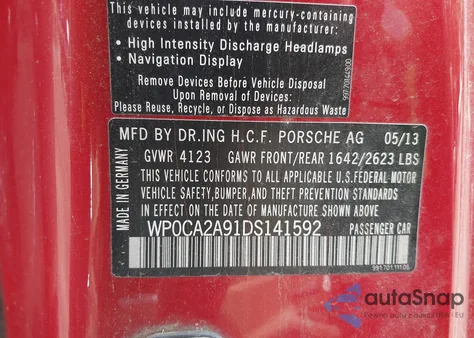 This vehicle may include mercury-containing
devices installed by the manufacturer:
• High Intensity Discharge Headlamps
• Navigation Display
Remove Devices Before Vehicle Disposal
Upon Removal of Devices:
Please Reuse, Recycle, or Dispose as Hazardous Waste
99770144900
MFD BY DR.ING H.C.F. PORSCHE AG 05/13
GVWR 4123 GAWR FRONT/REAR 1642/2623 LBS
THIS VEHICLE CONFORMS TO ALL APPLICABLE U.S.FEDERAL MOTOR
VEHICLE SAFETY,BUMPER,AND THEFT PREVENTION STANDARDS
IN EFFECT ON THE DATE OF MANUFACTURE SHOWN ABOVE
WP0CA2A91DS141592 PASSENGER CAR
MADE IN GERMANY
99170111106
autoSnap